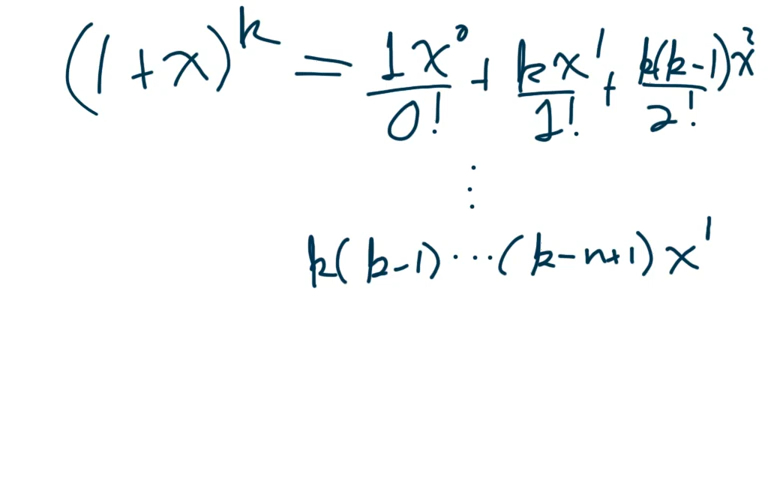 (1+x)^k = 1x^0/0! + kx^1/1! + k(k-1)x^2/2!
⋮
k(k-1)⋯(k-n+1)x^1